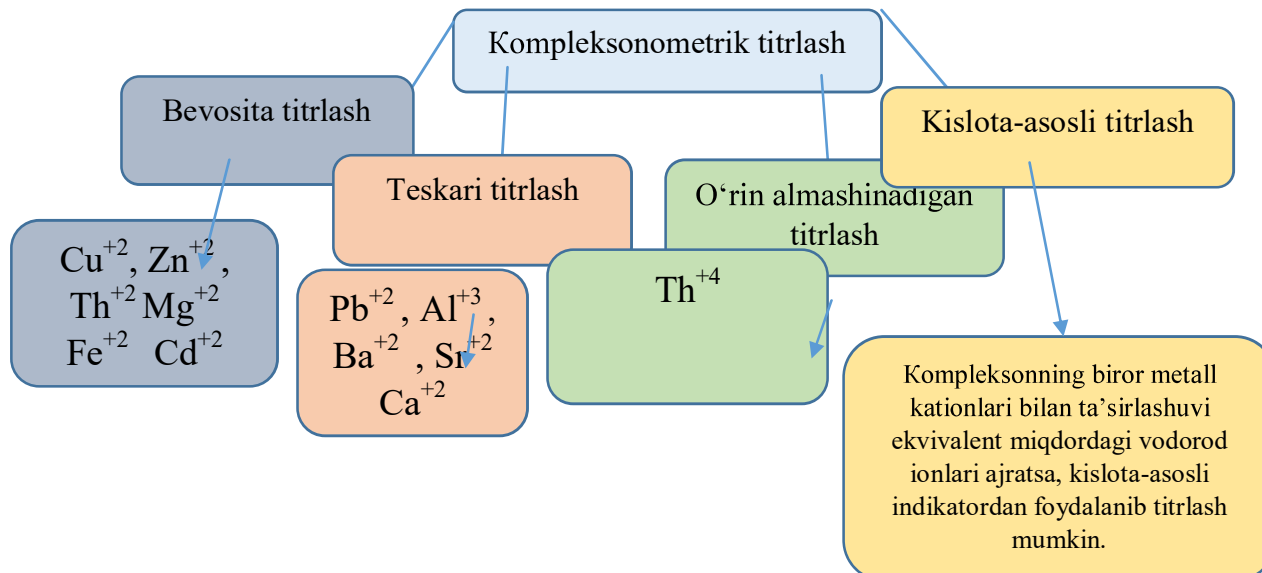 Kompleksonometrik titrlash
Bevosita titrlash
Teskari titrlash
O‘rin almashinadigan
titrlash
Kislota-asosli titrlash
Cu⁺², Zn⁺² ,
Th⁺² Mg⁺²
Fe⁺² Cd⁺²
Pb⁺² , Al⁺³ ,
Ba⁺² , Sr⁺²
Ca⁺²
Th⁺⁴
Kompleksonning biror metall
kationlari bilan ta’sirlashuvi
ekvivalent miqdordagi vodorod
ionlari ajratsa, kislota-asosli
indikatordan foydalanib titrlash
mumkin.